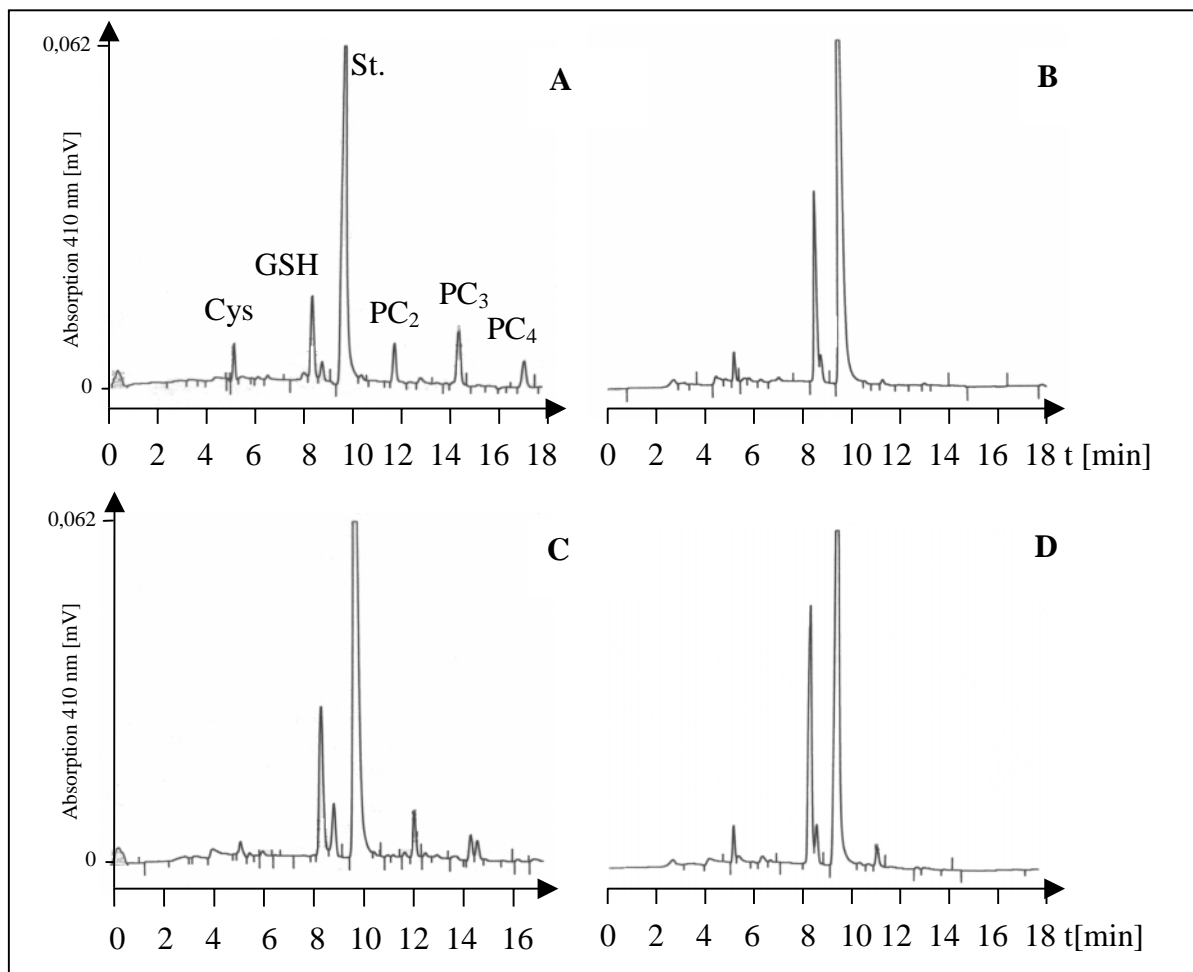 0,062
St.
A
B
Absorption 410 nm [mV]
GSH
Cys
PC₂
PC₃
PC₄
0
0 2 4 6 8 10 12 14 16 18
0 2 4 6 8 10 12 14 16 18 t [min]
0,062
C
D
Absorption 410 nm [mV]
0
0 2 4 6 8 10 12 14 16
0 2 4 6 8 10 12 14 16 18 t[min]